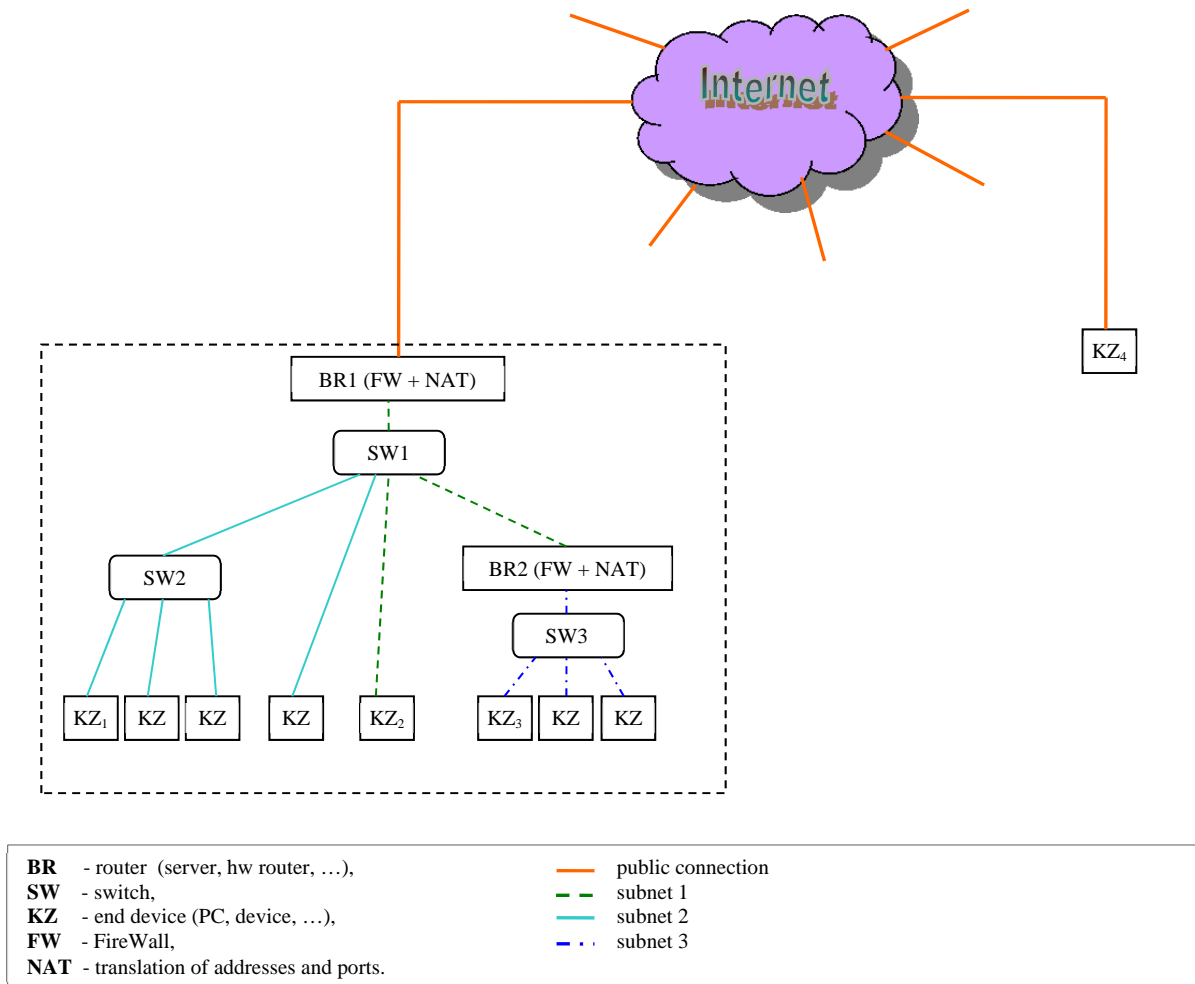 Internet
KZ4
BR1 (FW + NAT)
SW1
BR2 (FW + NAT)
SW2
SW3
KZ1 KZ KZ KZ KZ2 KZ3 KZ KZ
BR - router (server, hw router, …),
SW - switch,
KZ - end device (PC, device, …),
FW - FireWall,
NAT - translation of addresses and ports.
public connection
subnet 1
subnet 2
subnet 3